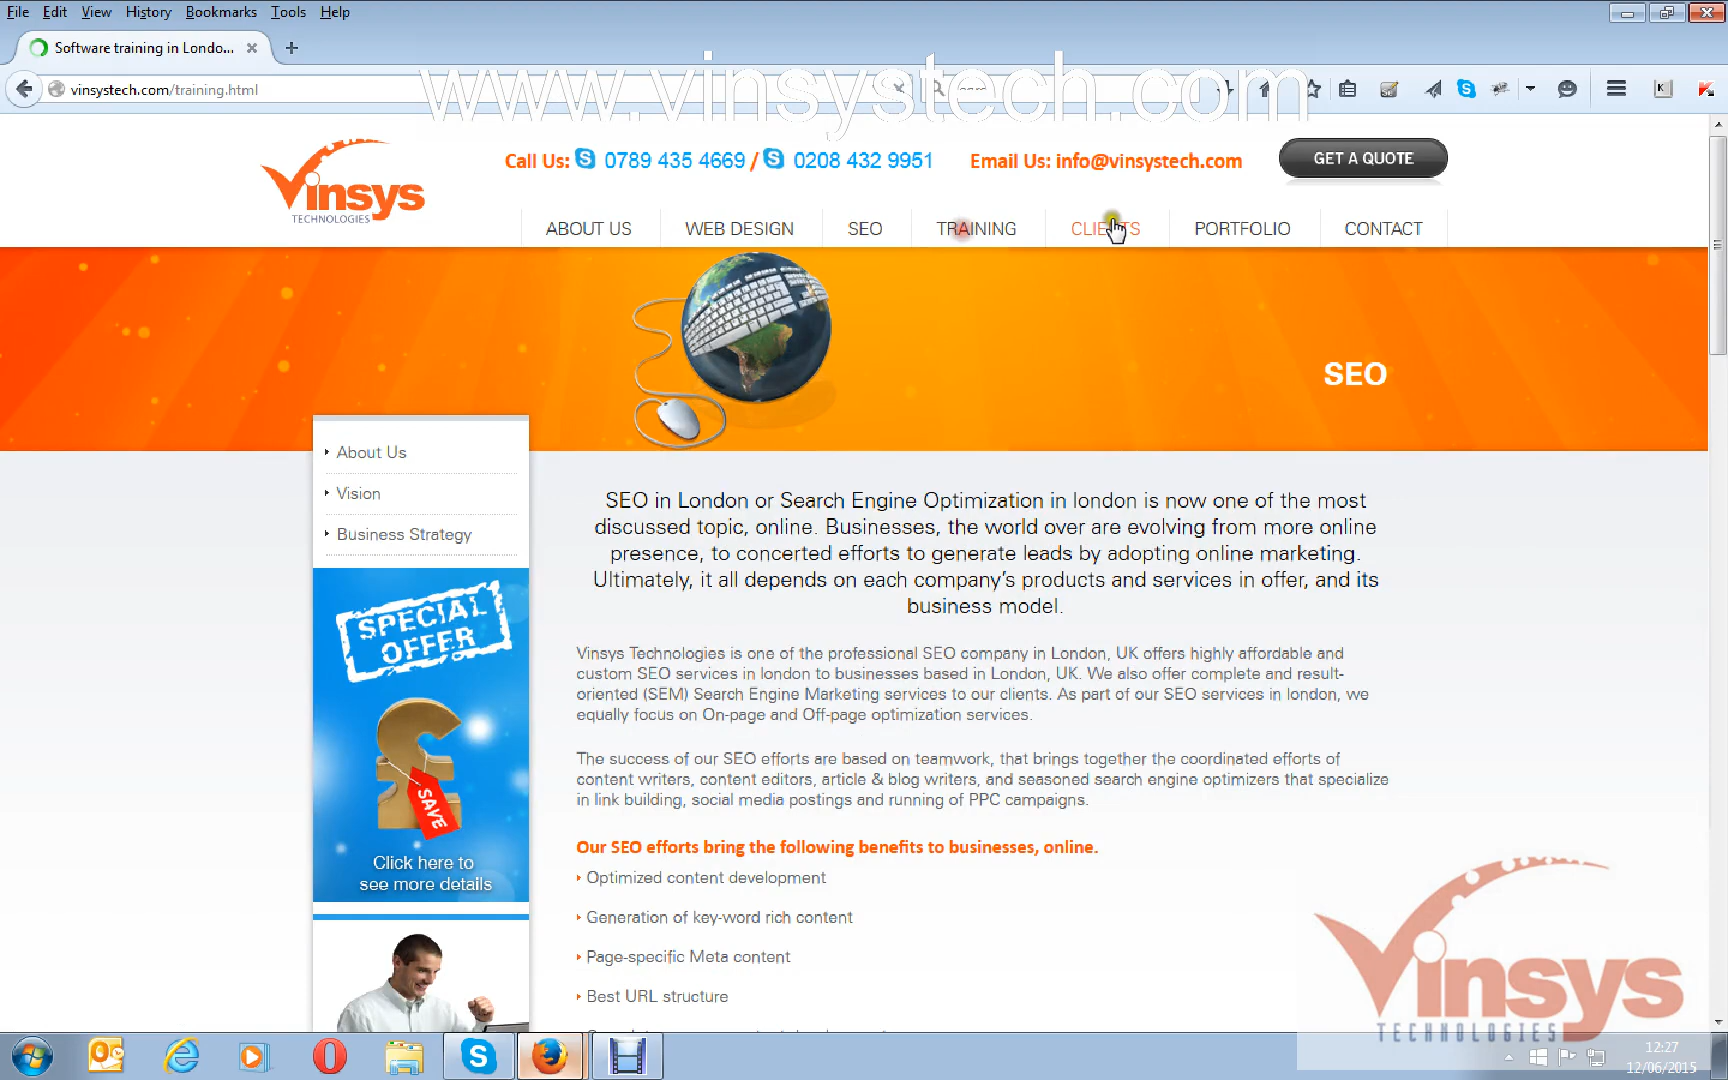 File Edit View History Bookmarks Tools Help
Software training in Londo...
vinsystech.com/training.html
www.vinsystech.com
Vinsys
TECHNOLOGIES
Call Us: 0789 435 4669 / 0208 432 9951 Email Us: info@vinsystech.com
GET A QUOTE
ABOUT US WEB DESIGN SEO TRAINING CLIENTS PORTFOLIO CONTACT
SEO
About Us
Vision
Business Strategy
SPECIAL
OFFER
SAVE
Click here to
see more details
SEO in London or Search Engine Optimization in london is now one of the most
discussed topic, online. Businesses, the world over are evolving from more online
presence, to concerted efforts to generate leads by adopting online marketing.
Ultimately, it all depends on each company's products and services in offer, and its
business model.
Vinsys Technologies is one of the professional SEO company in London, UK offers highly affordable and
custom SEO services in london to businesses based in London, UK. We also offer complete and result-
oriented (SEM) Search Engine Marketing services to our clients. As part of our SEO services in london, we
equally focus on On-page and Off-page optimization services.
The success of our SEO efforts are based on teamwork, that brings together the coordinated efforts of
content writers, content editors, article & blog writers, and seasoned search engine optimizers that specialize
in link building, social media postings and running of PPC campaigns.
Our SEO efforts bring the following benefits to businesses, online.
Optimized content development
Generation of key-word rich content
Page-specific Meta content
Best URL structure
Vinsys
TECHNOLOGIES
12:27
12/06/2015